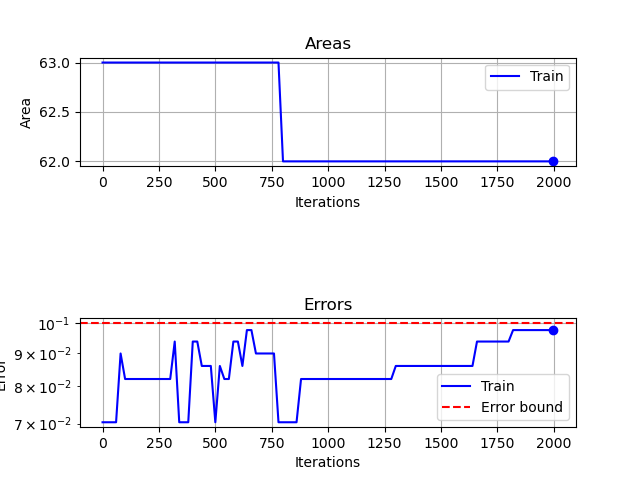 Areas
63.0
62.5
62.0
Area
Train
0 250 500 750 1000 1250 1500 1750 2000
Iterations
Errors
10⁻¹
9 × 10⁻²
8 × 10⁻²
7 × 10⁻²
Error
Train
Error bound
0 250 500 750 1000 1250 1500 1750 2000
Iterations